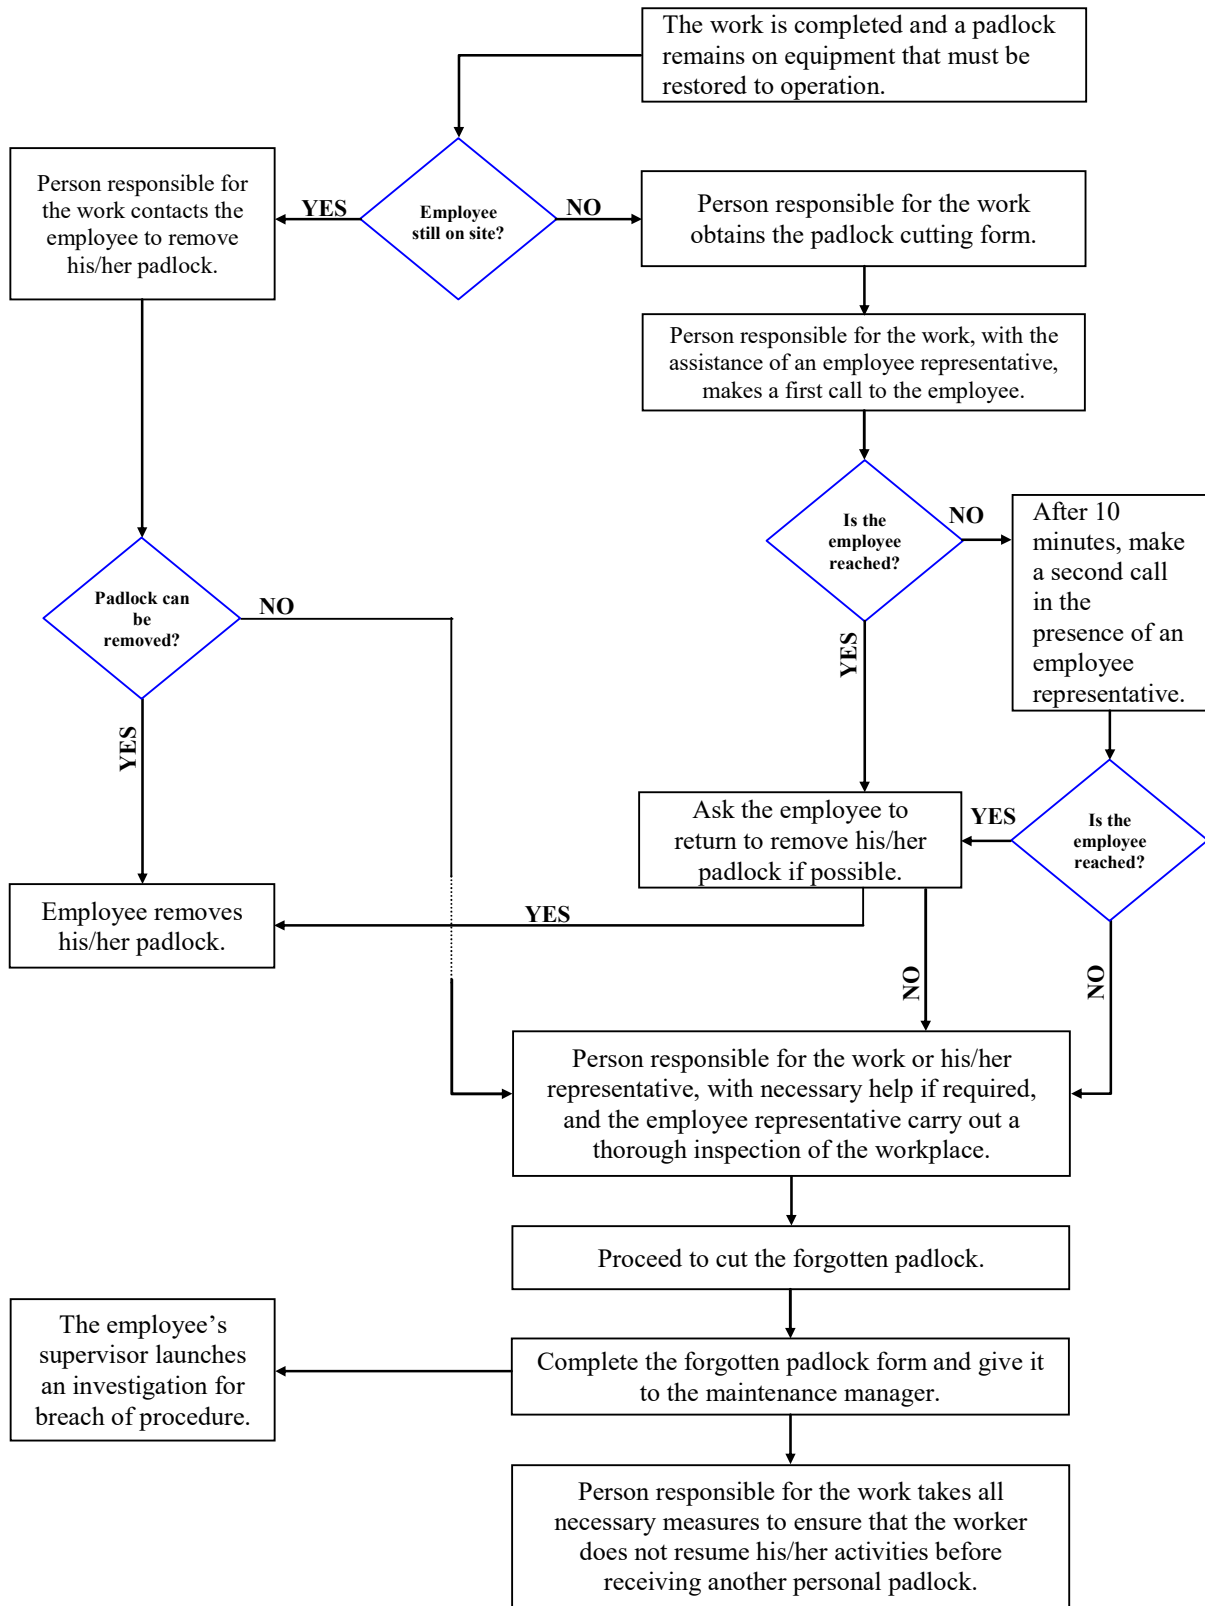 The work is completed and a padlock
remains on equipment that must be
restored to operation.
Person responsible for
the work contacts the
employee to remove
his/her padlock.
YES
Employee
still on site?
NO
Person responsible for the work
obtains the padlock cutting form.
Person responsible for the work, with the
assistance of an employee representative,
makes a first call to the employee.
Is the
employee
reached?
NO
After 10
minutes, make
a second call
in the
presence of an
employee
representative.
Padlock can
be
removed?
NO
YES
YES
Ask the employee to
return to remove his/her
padlock if possible.
YES
Is the
employee
reached?
Employee removes
his/her padlock.
YES
NO
NO
Person responsible for the work or his/her
representative, with necessary help if required,
and the employee representative carry out a
thorough inspection of the workplace.
Proceed to cut the forgotten padlock.
The employee’s
supervisor launches
an investigation for
breach of procedure.
Complete the forgotten padlock form and give it
to the maintenance manager.
Person responsible for the work takes all
necessary measures to ensure that the worker
does not resume his/her activities before
receiving another personal padlock.